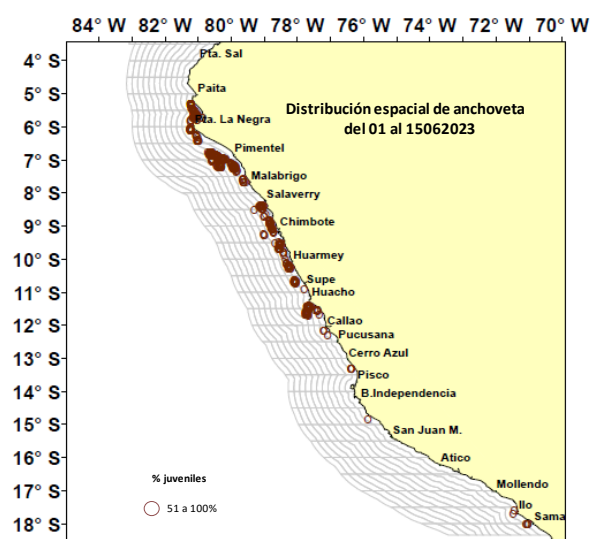 84° W 82° W 80° W 78° W 76° W 74° W 72° W 70° W
4° S
5° S
6° S
7° S
8° S
9° S
10° S
11° S
12° S
13° S
14° S
15° S
16° S
17° S
18° S
Distribución espacial de anchoveta
del 01 al 15062023
Pta. Sal
Paita
Pta. La Negra
Pimentel
Malabrigo
Salaverry
Chimbote
Huarmey
Supe
Huacho
Callao
Pucusana
Cerro Azul
Pisco
B.Independencia
San Juan M.
Atico
Mollendo
Ilo
Sama
% juveniles
51 a 100%